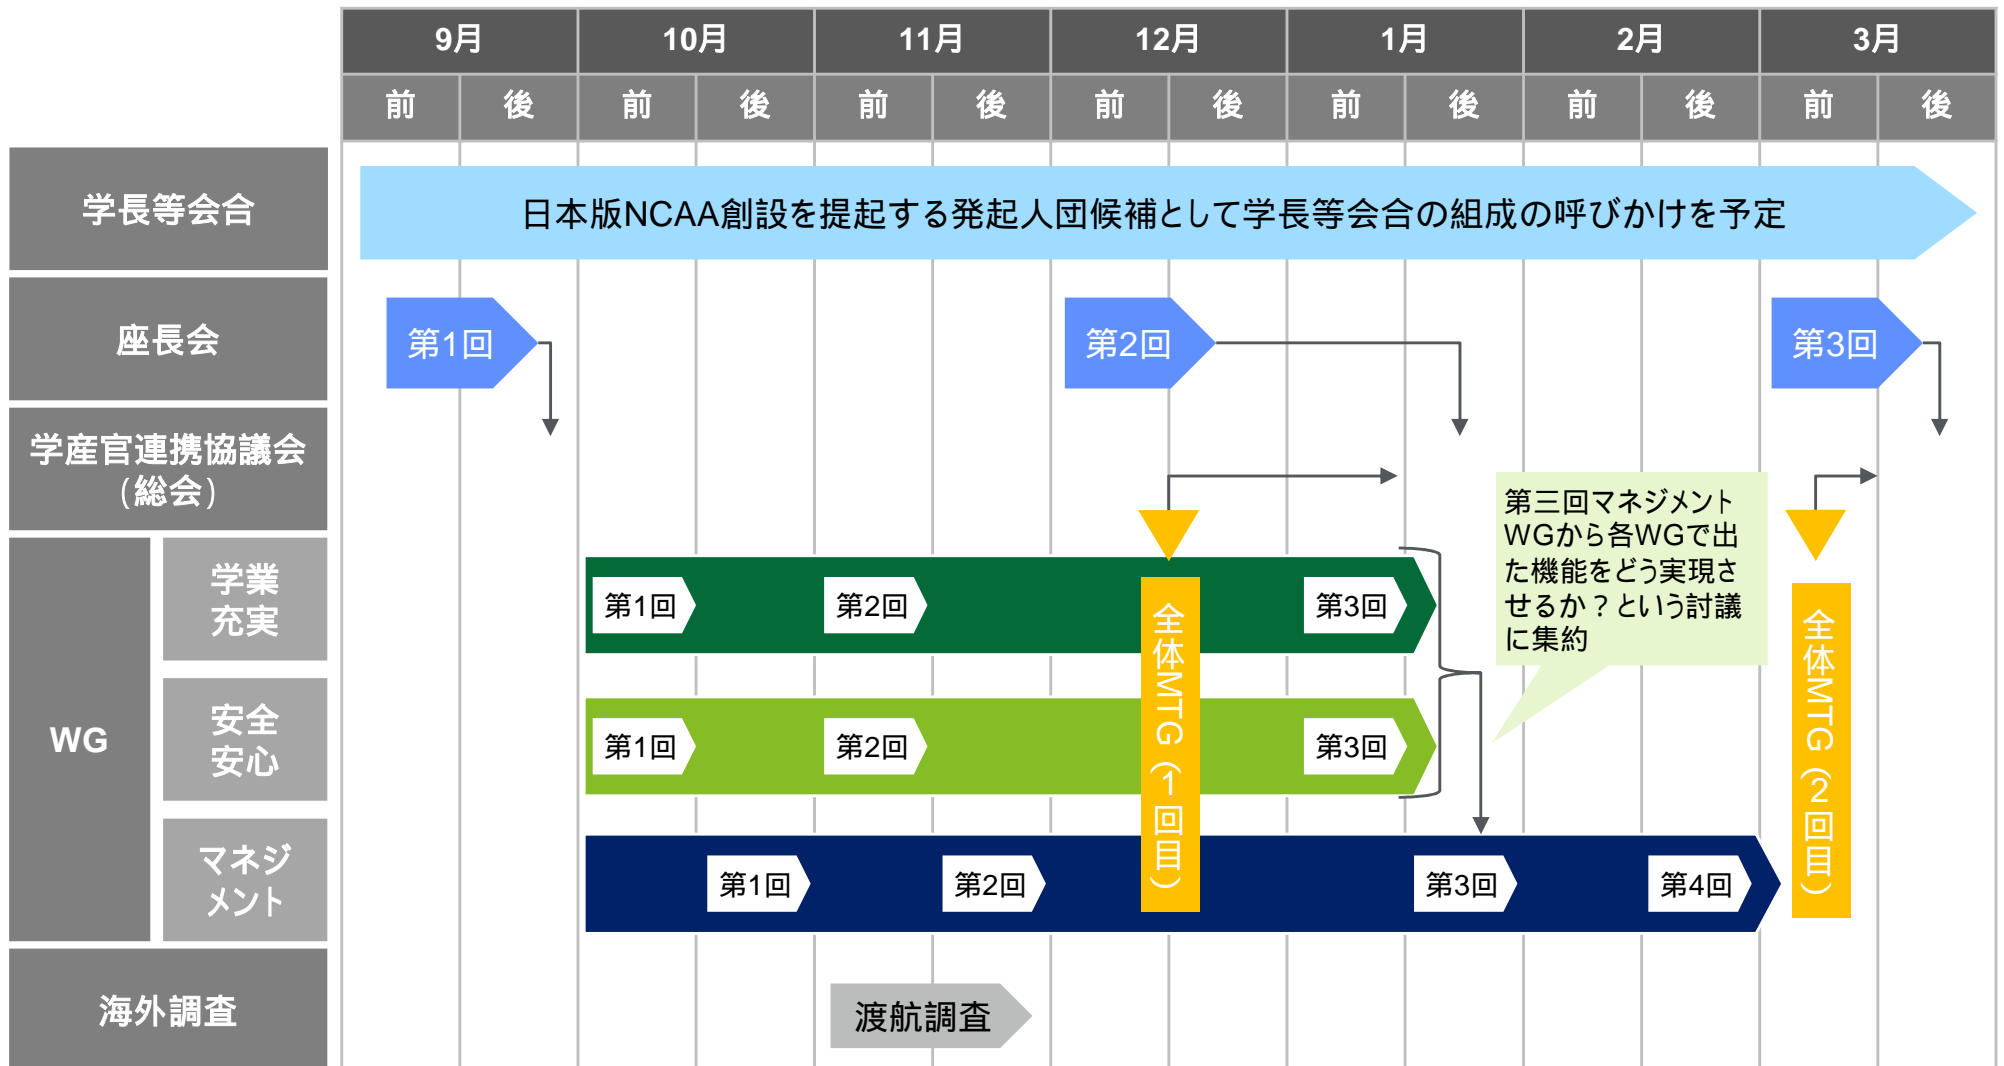 9月 10月 11月 12月 1月 2月 3月
前 後 前 後 前 後 前 後 前 後 前 後 前 後
学長等会合
日本版NCAA創設を提起する発起人団候補として学長等会合の組成の呼びかけを予定
座長会
第1回
第2回
第3回
学産官連携協議会
(総会)
第三回マネジメント
WGから各WGで出
た機能をどう実現さ
せるか？という討議
に集約
WG
学業
充実
第1回
第2回
第3回
安全
安心
第1回
第2回
第3回
マネジ
メント
第1回
第2回
第3回
第4回
全体MTG（1回目）
全体MTG（2回目）
海外調査
渡航調査